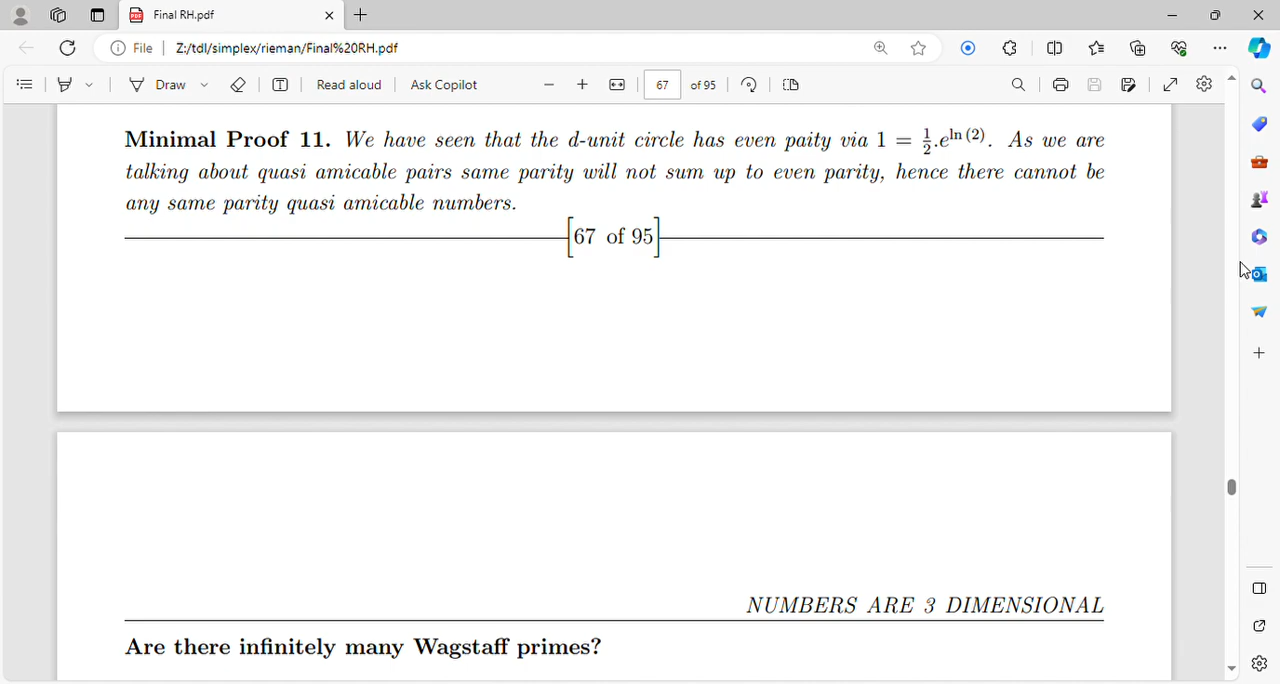 Final RH.pdf
File | Z:/tdl/simplex/rieman/Final%20RH.pdf
Draw Read aloud Ask Copilot 67 of 95
Minimal Proof 11. We have seen that the d-unit circle has even paity via 1 = 1/2.e^ln (2). As we are
talking about quasi amicable pairs same parity will not sum up to even parity, hence there cannot be
any same parity quasi amicable numbers.
67 of 95
NUMBERS ARE 3 DIMENSIONAL
Are there infinitely many Wagstaff primes?